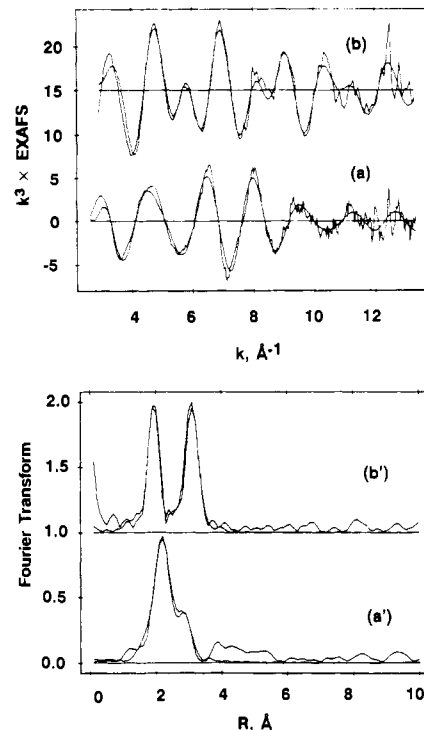 (b)
20
15
10
5
0
-5
(a)
k³ × EXAFS
4 6 8 10 12
k, Å⁻¹
2.0
1.5
1.0
0.5
0.0
(b')
(a')
Fourier Transform
0 2 4 6 8 10
R, Å